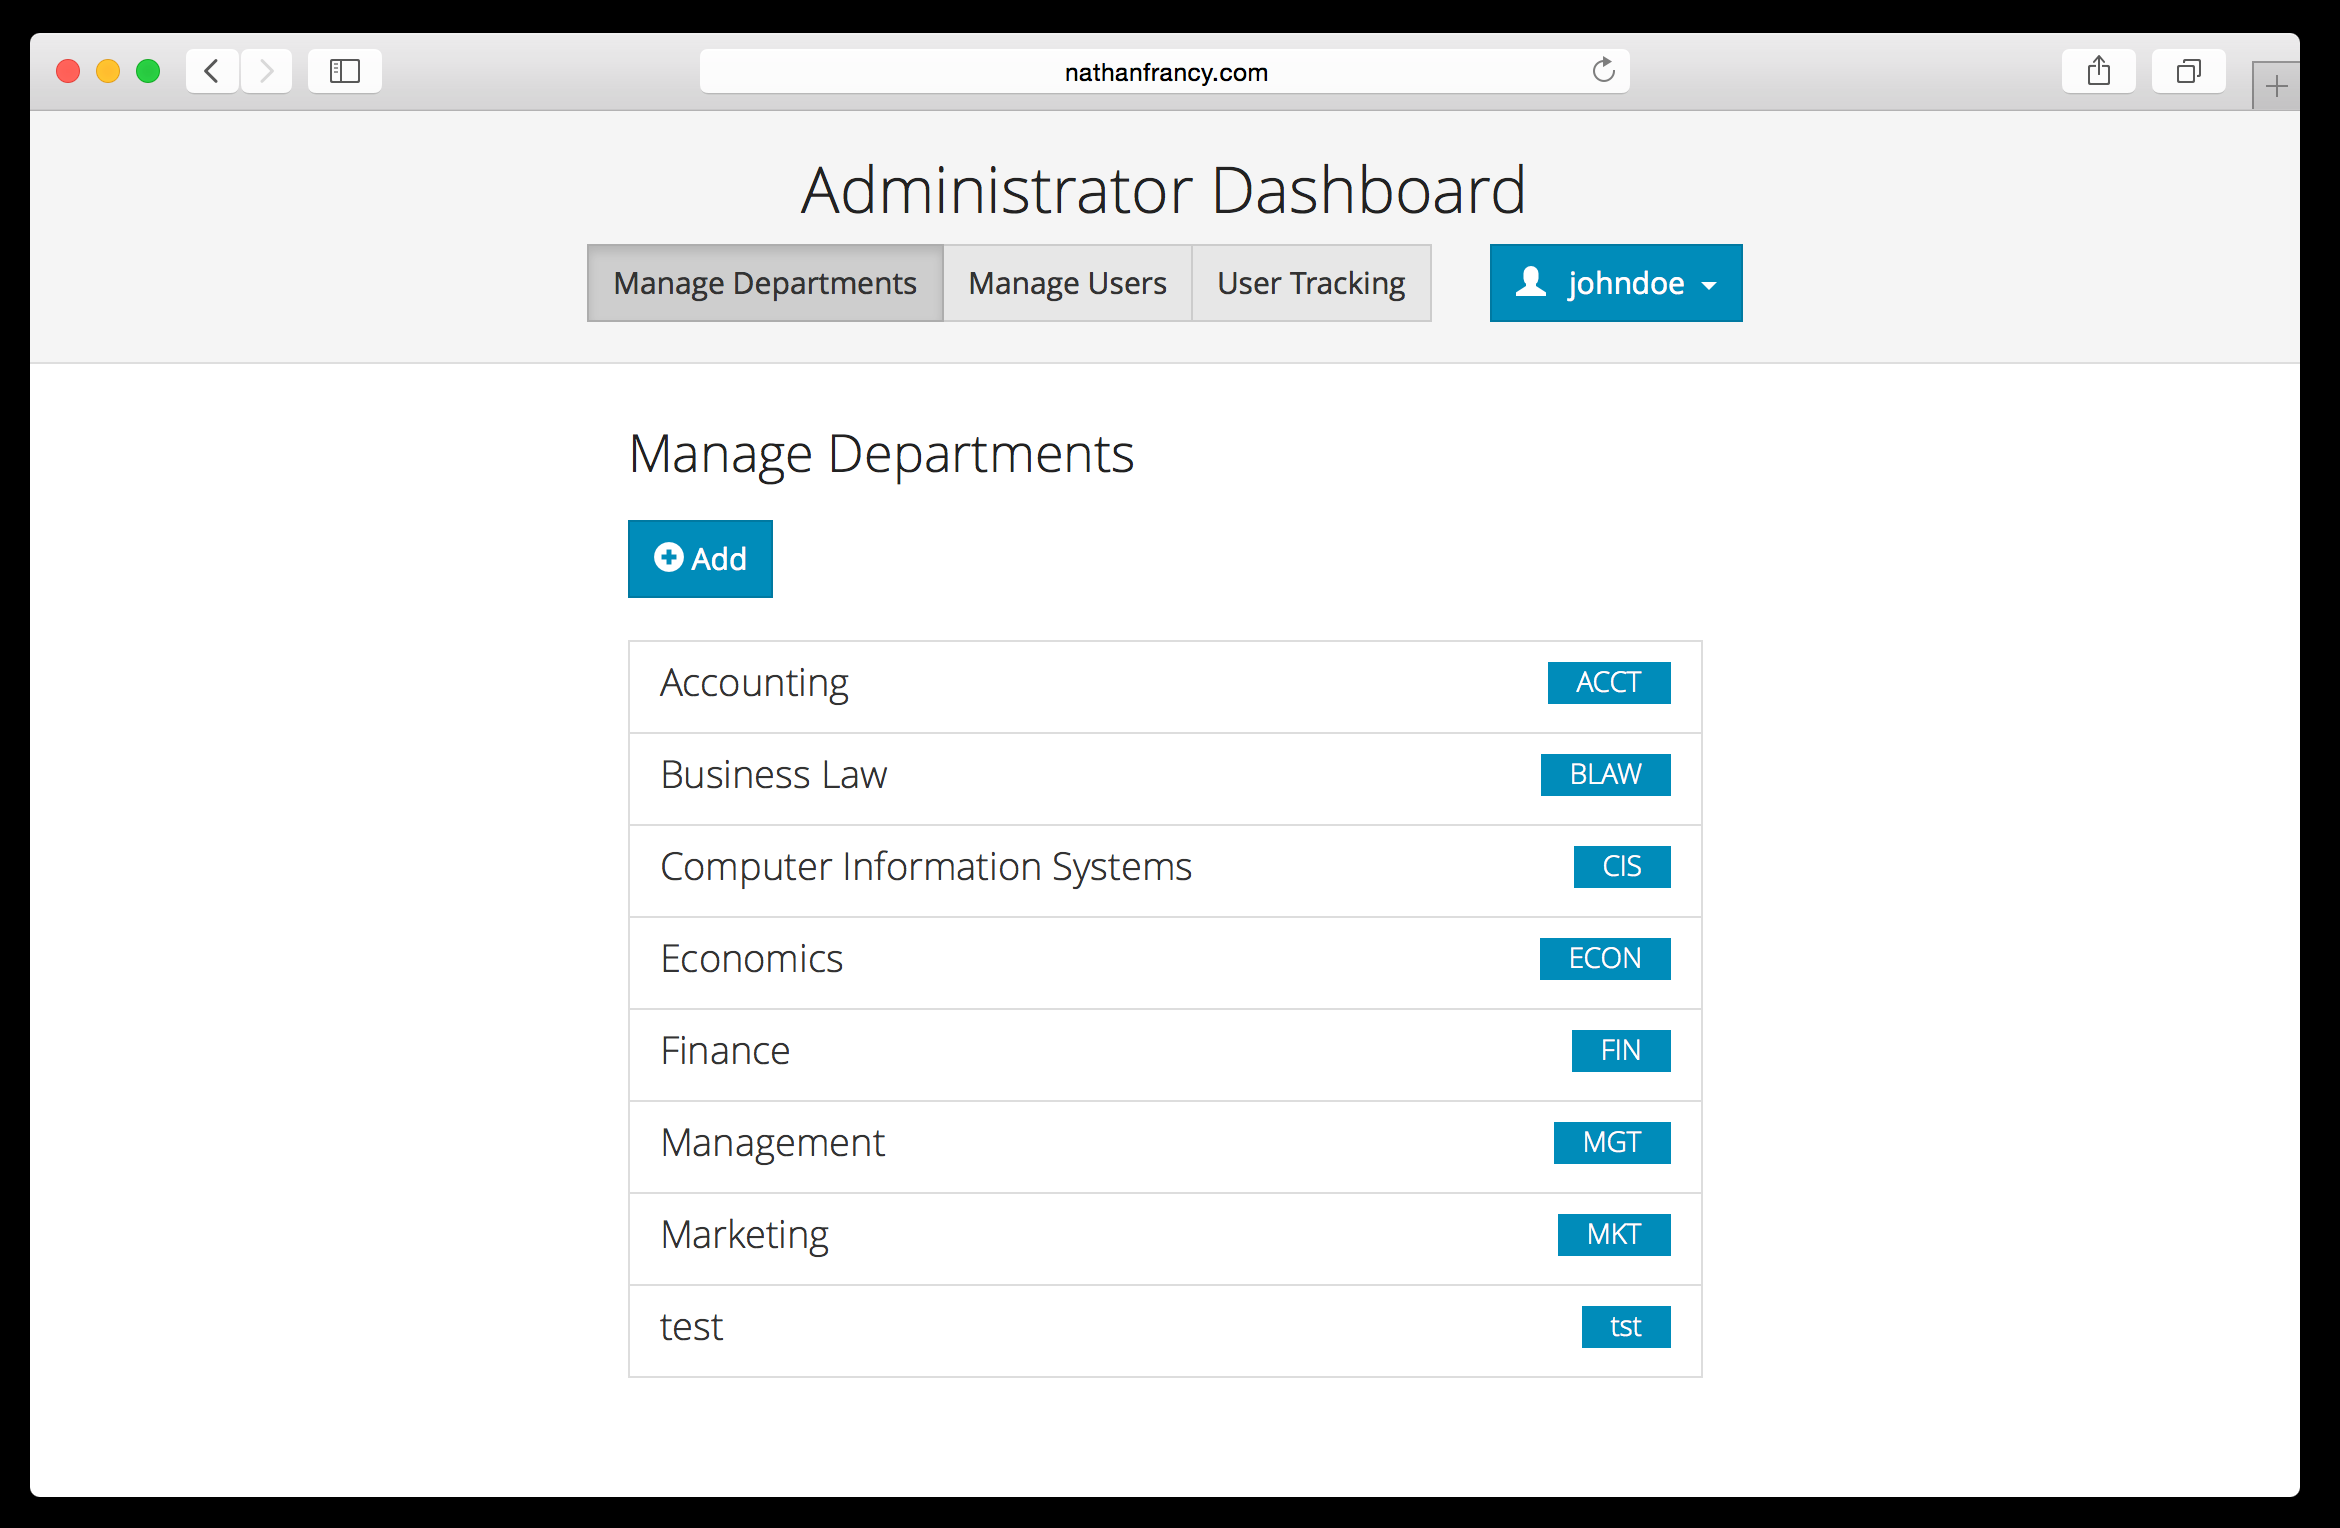 nathanfrancy.com
Administrator Dashboard
Manage Departments Manage Users User Tracking johndoe
Manage Departments
Add
Accounting ACCT
Business Law BLAW
Computer Information Systems CIS
Economics ECON
Finance FIN
Management MGT
Marketing MKT
test tst